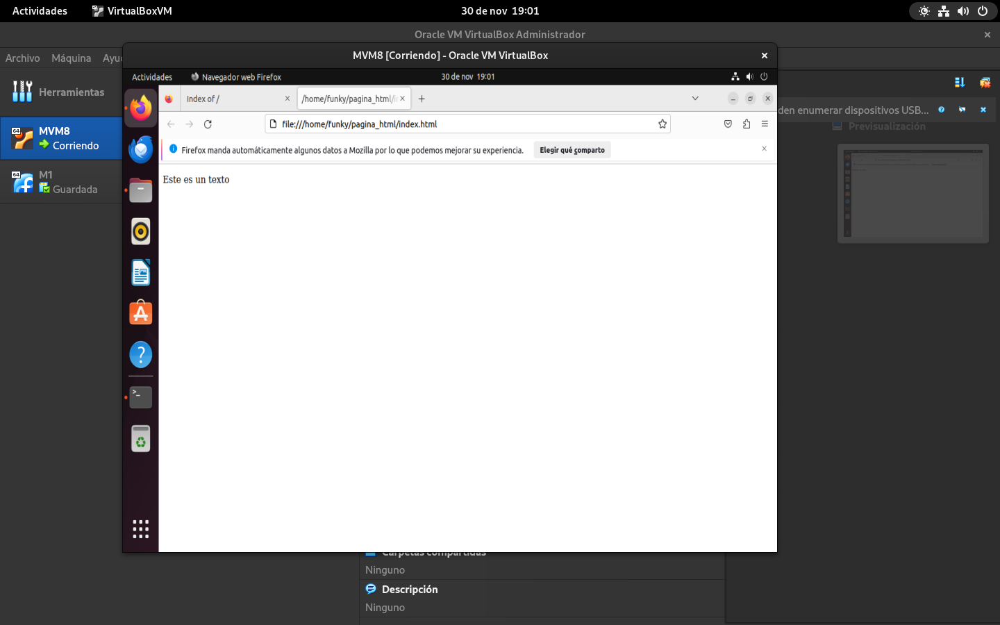 Actividades VirtualBoxVM 30 de nov 19:01
Oracle VM VirtualBox Administrador
Archivo Máquina Ayu
MVM8 [Corriendo] - Oracle VM VirtualBox
Actividades Navegador web Firefox 30 de nov 19:01
Herramientas
Index of / /home/funky/pagina_html/i
den enumerar dispositivos USB...
file:///home/funky/pagina_html/index.html
Previsualización
64 MVM8
Corriendo
Firefox manda automáticamente algunos datos a Mozilla por lo que podemos mejorar su experiencia. Elegir qué comparto
64 M1
Guardada
Este es un texto
Carpetas compartidas
Ninguno
Descripción
Ninguno